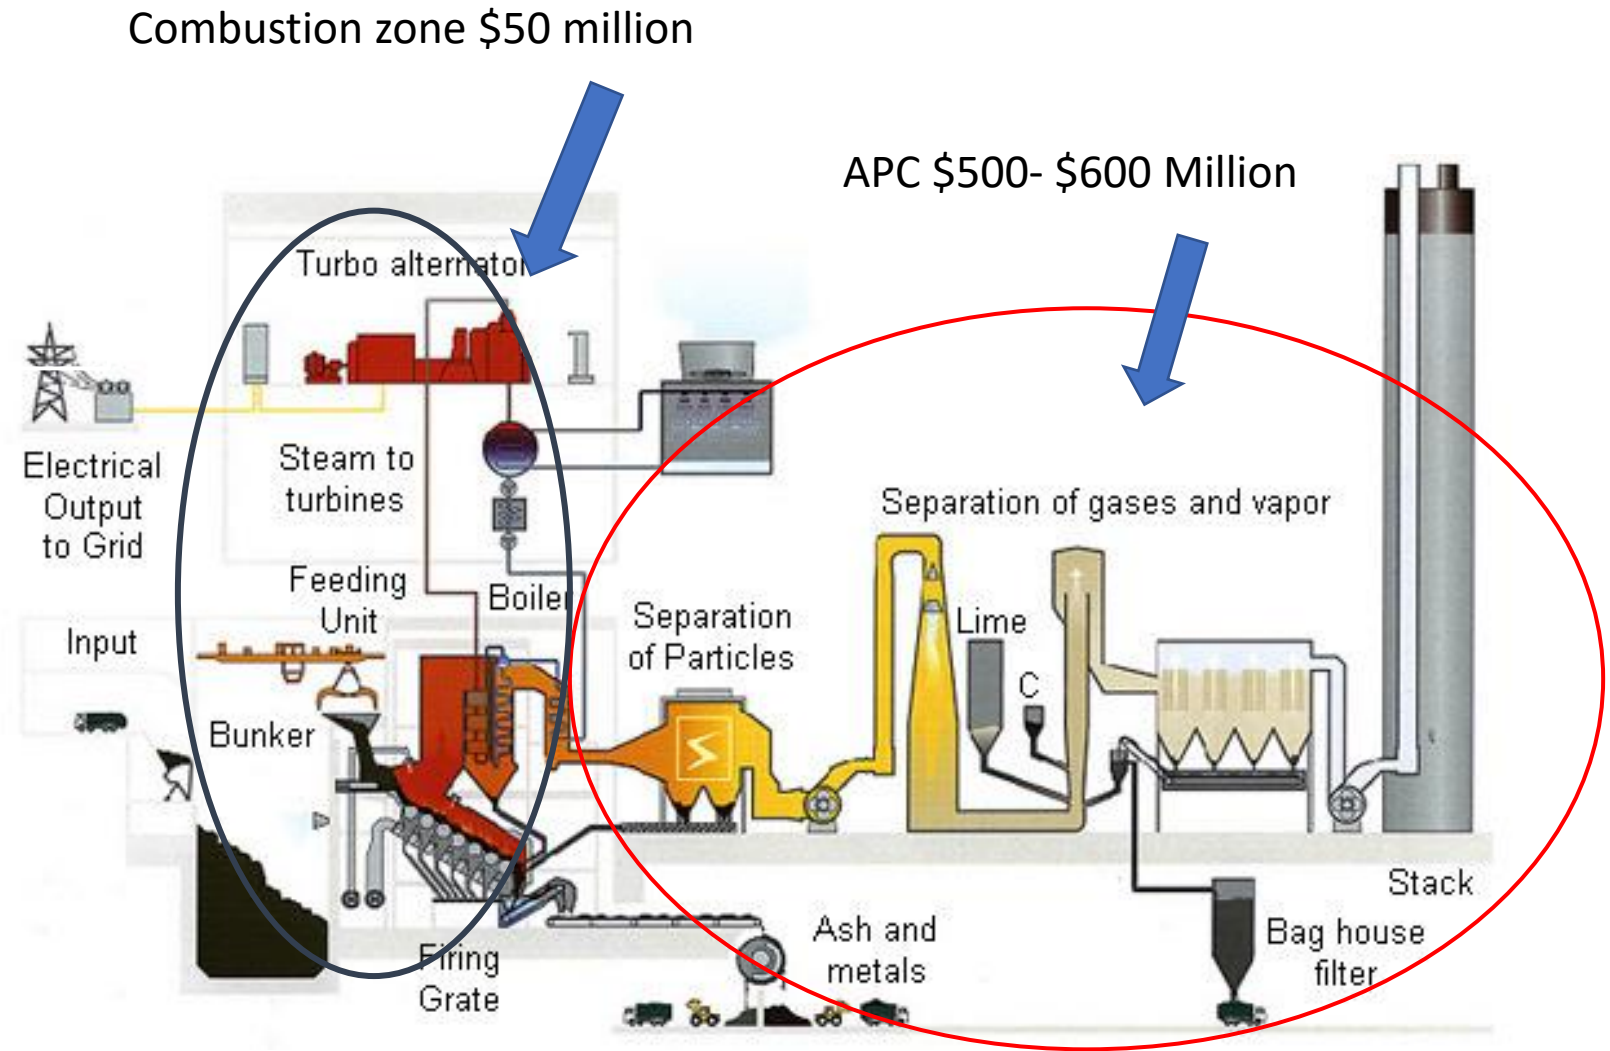 Combustion zone $50 million
APC $500- $600 Million
Turbo alternator
Electrical
Output
to Grid
Steam to
turbines
Separation of gases and vapor
Feeding
Unit
Boiler
Input
Separation
of Particles
Lime
C
Bunker
Stack
Firing
Grate
Ash and
metals
Bag house
filter